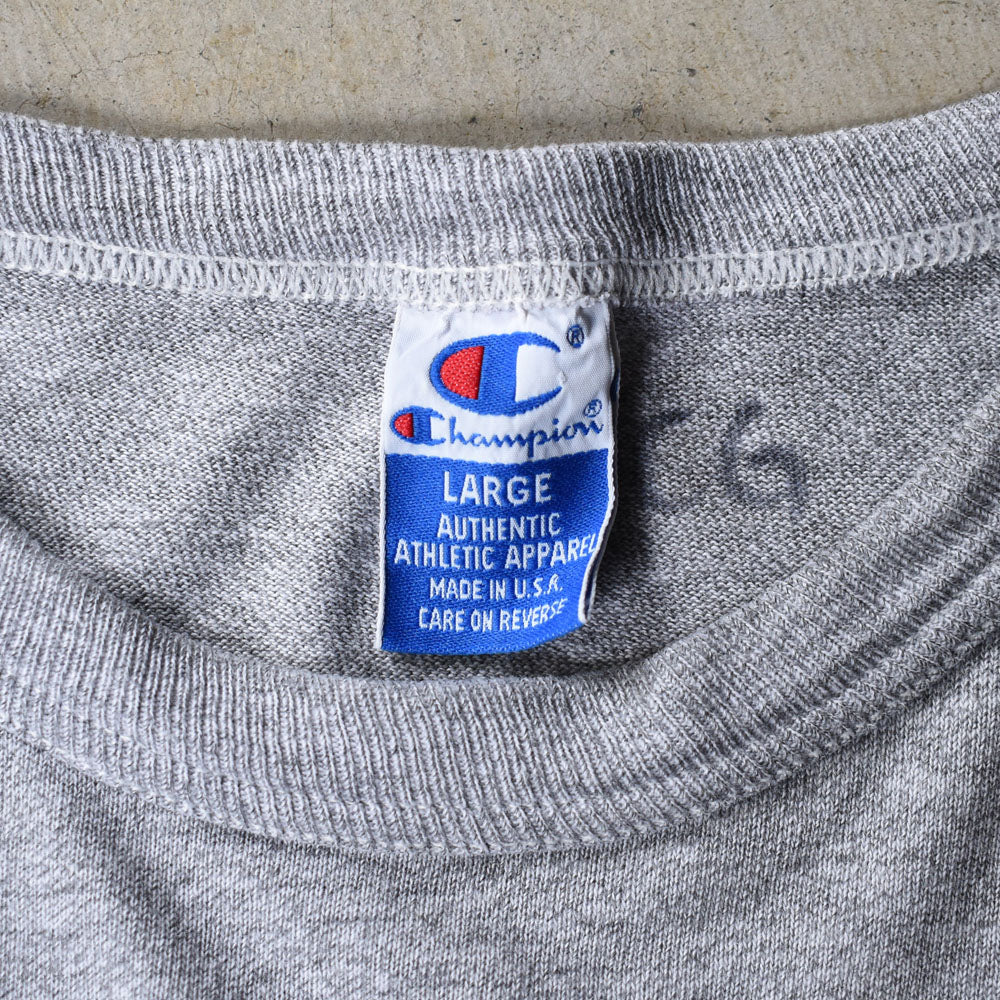 C®
Champion®
LARGE
AUTHENTIC
ATHLETIC APPAREL
MADE IN U.S.A.
CARE ON REVERSE